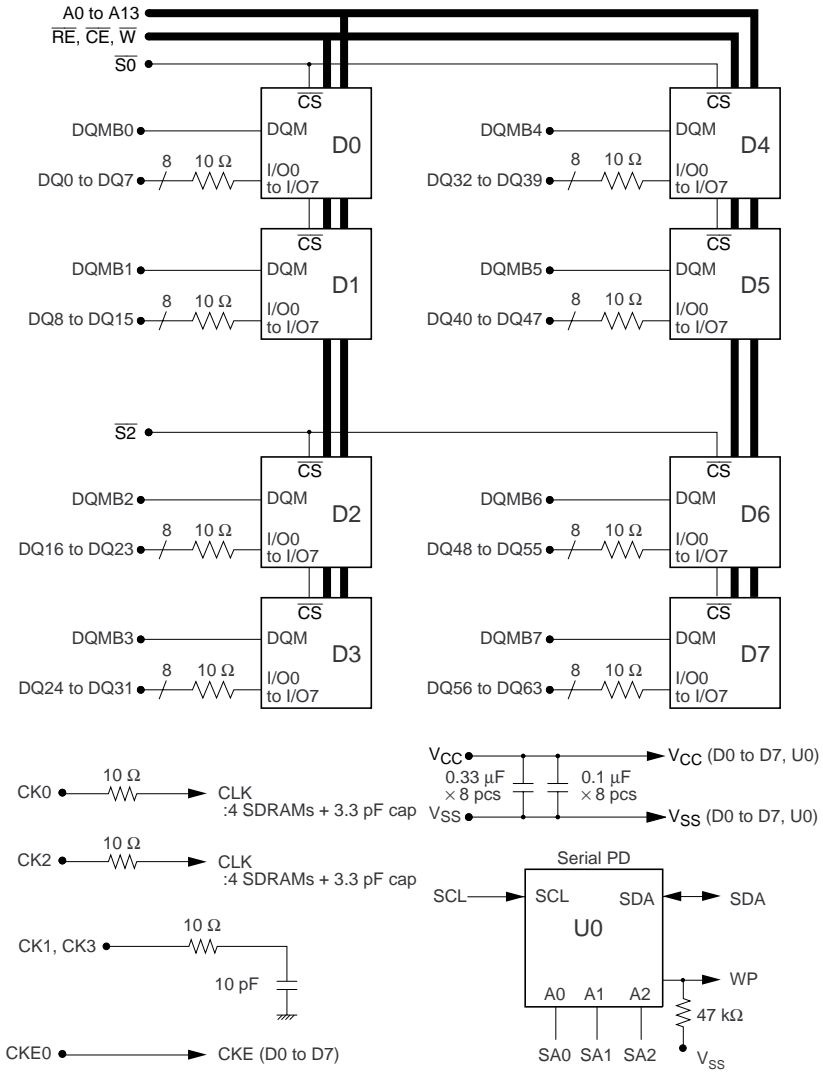 A0 to A13
RE, CE, W
S0
CS
CS
DQMB0
DQM
D0
DQMB4
DQM
D4
DQ0 to DQ7
8
10 Ω
I/O0
to I/O7
DQ32 to DQ39
8
10 Ω
I/O0
to I/O7
CS
CS
DQMB1
DQM
D1
DQMB5
DQM
D5
DQ8 to DQ15
8
10 Ω
I/O0
to I/O7
DQ40 to DQ47
8
10 Ω
I/O0
to I/O7
S2
CS
CS
DQMB2
DQM
D2
DQMB6
DQM
D6
DQ16 to DQ23
8
10 Ω
I/O0
to I/O7
DQ48 to DQ55
8
10 Ω
I/O0
to I/O7
CS
CS
DQMB3
DQM
D3
DQMB7
DQM
D7
DQ24 to DQ31
8
10 Ω
I/O0
to I/O7
DQ56 to DQ63
8
10 Ω
I/O0
to I/O7
CK0
10 Ω
CLK
:4 SDRAMs + 3.3 pF cap
CK2
10 Ω
CLK
:4 SDRAMs + 3.3 pF cap
CK1, CK3
10 Ω
10 pF
CKE0
CKE (D0 to D7)
VCC
VCC (D0 to D7, U0)
0.33 µF
× 8 pcs
0.1 µF
× 8 pcs
VSS
VSS (D0 to D7, U0)
Serial PD
SCL
SCL
SDA
SDA
U0
WP
A0
A1
A2
47 kΩ
SA0
SA1
SA2
VSS